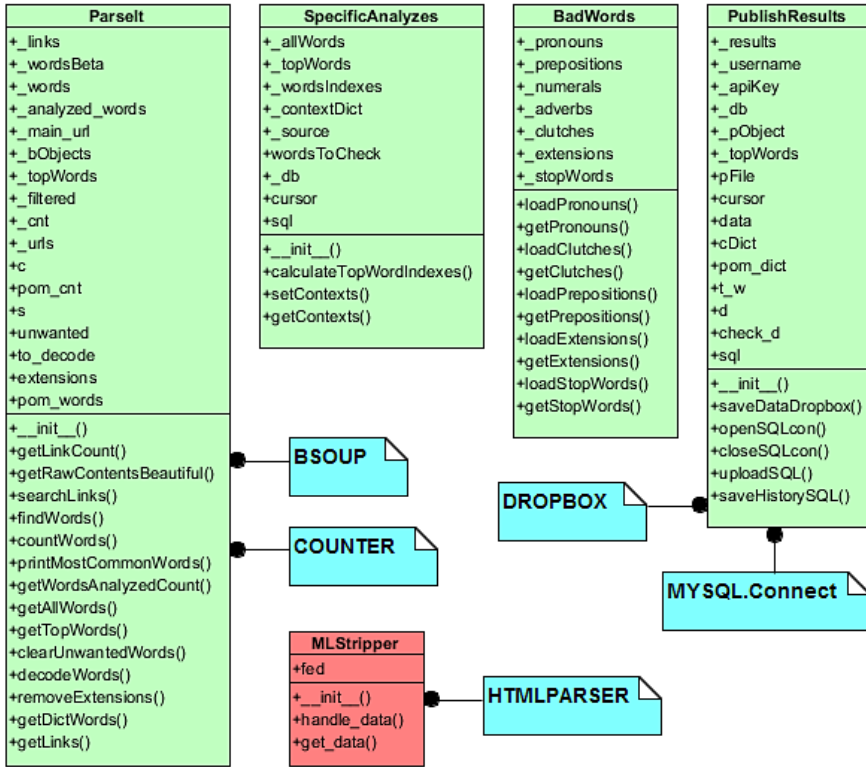 ParseIt
+_links
+_wordsBeta
+_words
+_analyzed_words
+_main_url
+_bObjects
+_topWords
+_filtered
+_cnt
+_urls
+c
+pom_cnt
+s
+unwanted
+to_decode
+extensions
+pom_words
+__init__()
+getLinkCount()
+getRawContentsBeautiful()
+searchLinks()
+findWords()
+countWords()
+printMostCommonWords()
+getWordsAnalyzedCount()
+getAllWords()
+getTopWords()
+clearUnwantedWords()
+decodeWords()
+removeExtensions()
+getDictWords()
+getLinks()
SpecificAnalyzes
+_allWords
+_topWords
+_wordsIndexes
+_contextDict
+_source
+wordsToCheck
+_db
+cursor
+sql
+__init__()
+calculateTopWordIndexes()
+setContexts()
+getContexts()
BadWords
+_pronouns
+_prepositions
+_numerals
+_adverbs
+_clutches
+_extensions
+_stopWords
+loadPronouns()
+getPronouns()
+loadClutches()
+getClutches()
+loadPrepositions()
+getPrepositions()
+loadExtensions()
+getExtensions()
+loadStopWords()
+getStopWords()
PublishResults
+_results
+_username
+_apiKey
+_db
+_pObject
+_topWords
+pFile
+cursor
+data
+cDict
+pom_dict
+t_w
+d
+check_d
+sql
+__init__()
+saveDataDropbox()
+openSQLcon()
+closeSQLcon()
+uploadSQL()
+saveHistorySQL()
BSOUP
COUNTER
DROPBOX
MYSQL.Connect
MLStripper
+fed
+__init__()
+handle_data()
+get_data()
HTMLPARSER